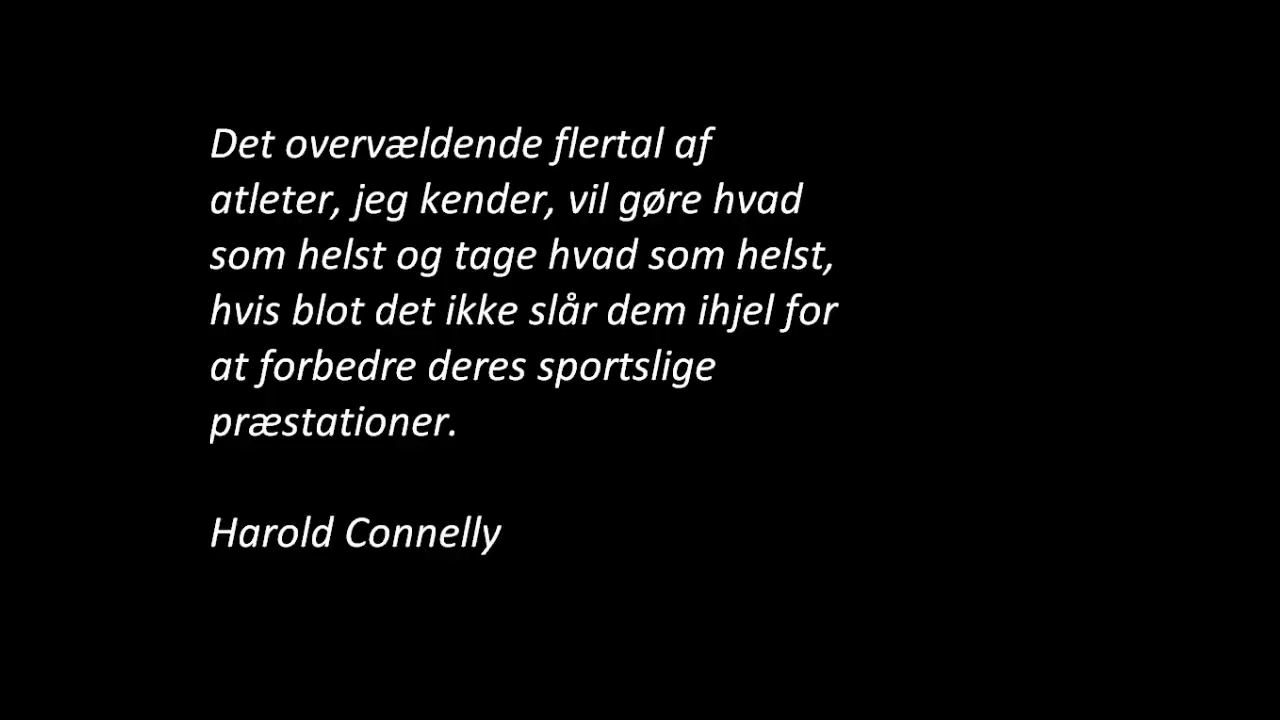 Det overvældende flertal af
atleter, jeg kender, vil gøre hvad
som helst og tage hvad som helst,
hvis blot det ikke slår dem ihjel for
at forbedre deres sportslige
præstationer.
Harold Connelly